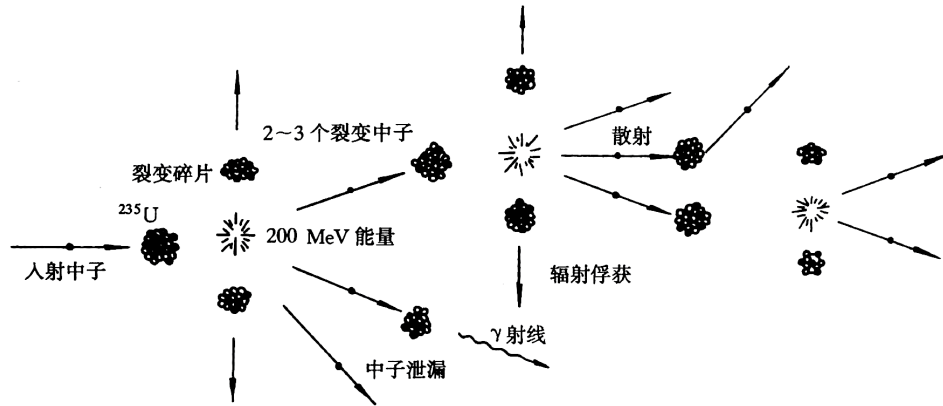 2~3 个裂变中子
散射
裂变碎片
²³⁵U
200 MeV 能量
入射中子
辐射俘获
γ 射线
中子泄漏